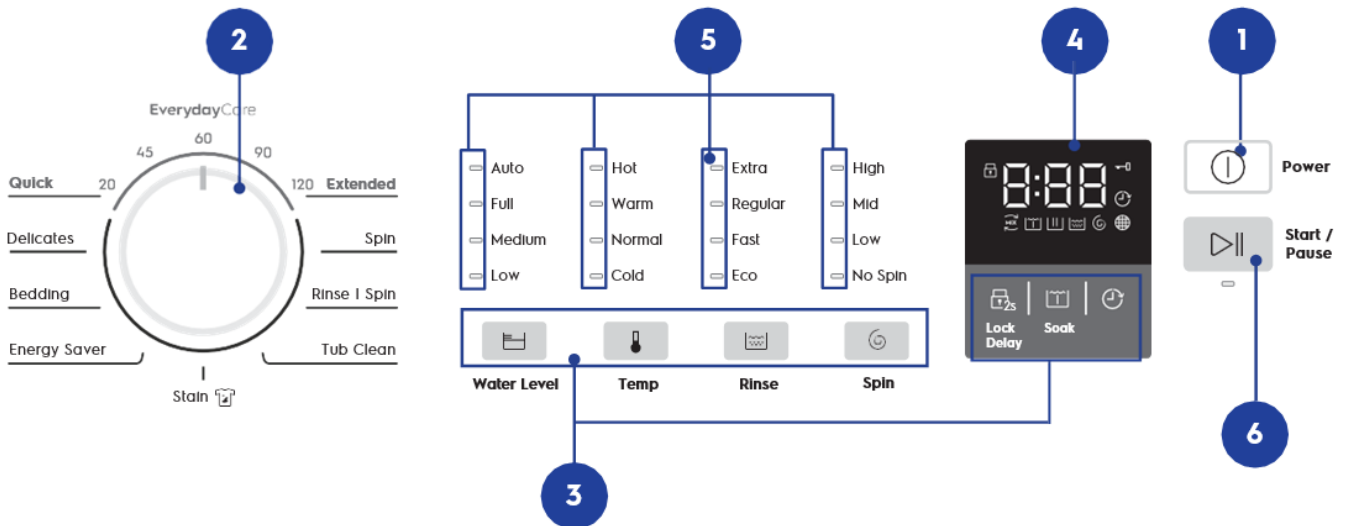 2
5
4
1
EverydayCare
60
45
90
Quick
20
120
Extended
Delicates
Spin
Bedding
Rinse | Spin
Energy Saver
Tub Clean
Stain
Auto
Full
Medium
Low
Hot
Warm
Normal
Cold
Extra
Regular
Fast
Eco
High
Mid
Low
No Spin
Water Level
Temp
Rinse
Spin
8:88
MIX
2s
Lock
Soak
Delay
Power
Start /
Pause
3
6